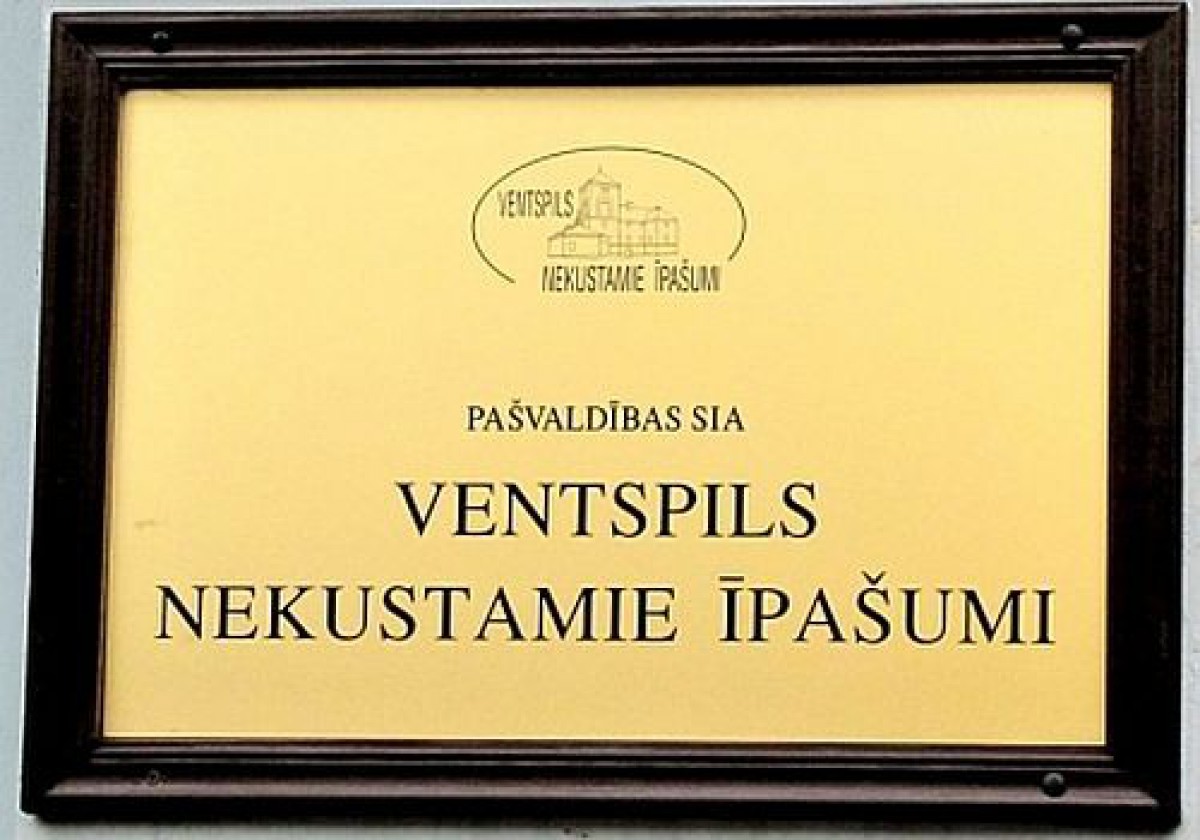 VENTSPILS
NEKUSTAMIE ĪPAŠUMI
PAŠVALDĪBAS SIA
VENTSPILS
NEKUSTAMIE ĪPAŠUMI